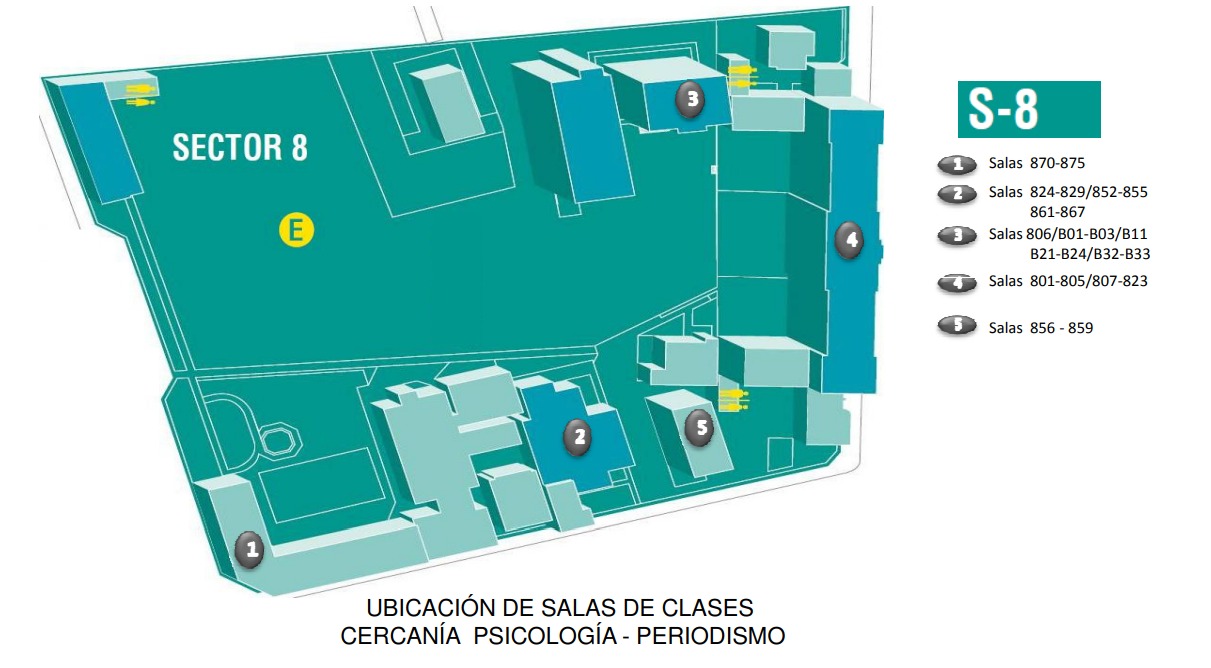 SECTOR 8
E
3
4
2
5
1
S-8
1 Salas 870-875
2 Salas 824-829/852-855
861-867
3 Salas 806/B01-B03/B11
B21-B24/B32-B33
4 Salas 801-805/807-823
5 Salas 856 - 859
UBICACIÓN DE SALAS DE CLASES
CERCANÍA PSICOLOGÍA - PERIODISMO